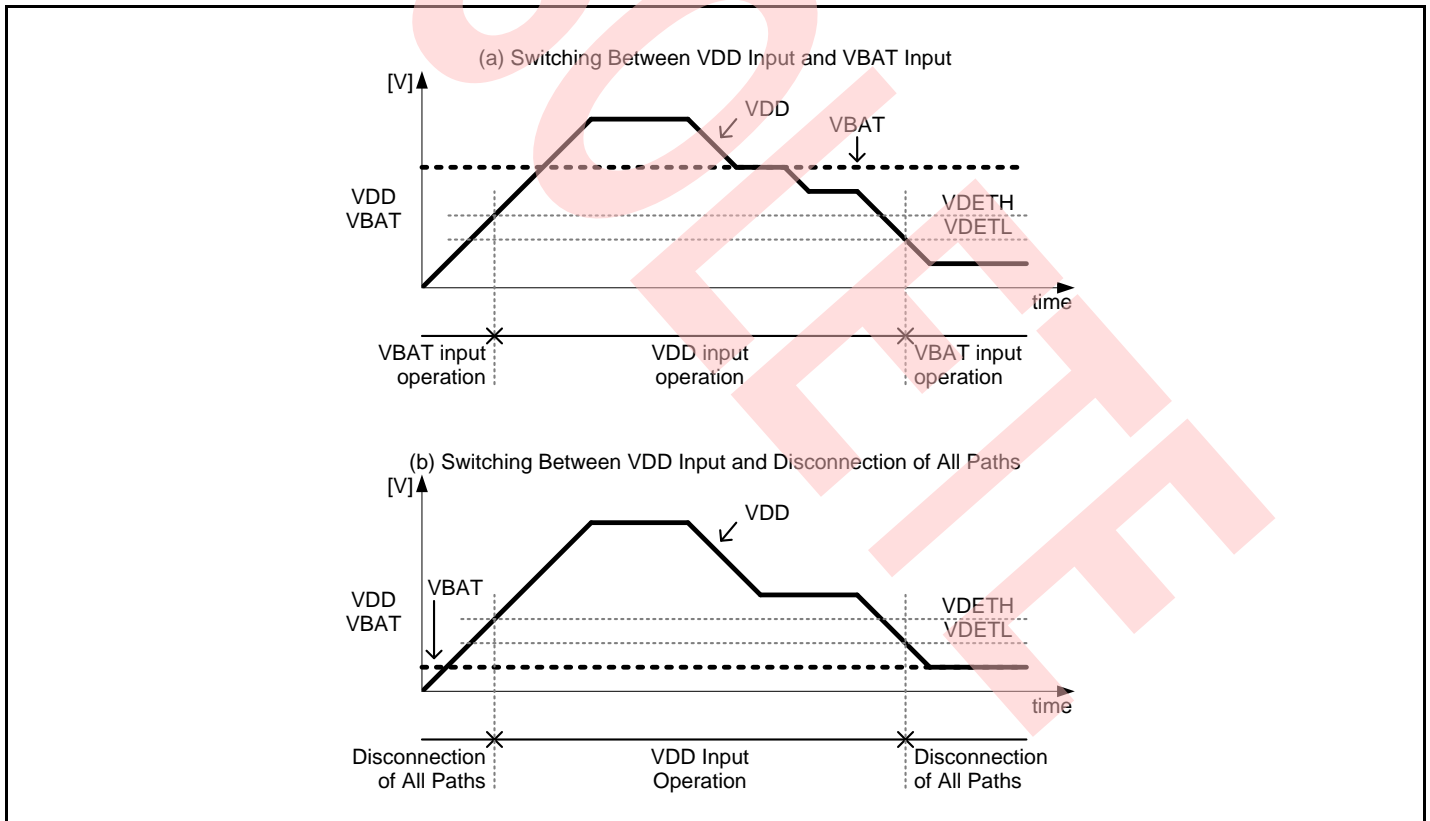 (a) Switching Between VDD Input and VBAT Input
[V]
VDD
VBAT
VDD
VBAT
VDETH
VDETL
time
VBAT input
operation
VDD input
operation
VBAT input
operation
(b) Switching Between VDD Input and Disconnection of All Paths
[V]
VDD
VBAT
VDD
VBAT
VDETH
VDETL
time
Disconnection
of All Paths
VDD Input
Operation
Disconnection
of All Paths